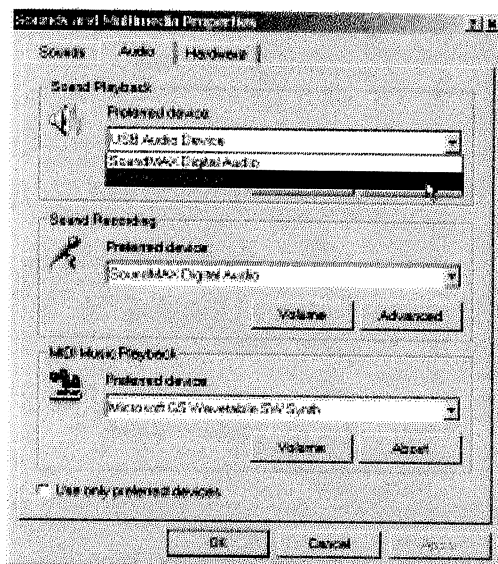 Sounds and Multimedia Properties
Sounds Audio Hardware
Sound Playback
Preferred device
USB Audio Device
SoundMAX Digital Audio
Sound Recording
Preferred device
SoundMAX Digital Audio
Volume Advanced
MIDI Music Playback
Preferred device
Microsoft GS Wavetable SW Synth
Volume About
Use only preferred devices
OK Cancel Apply